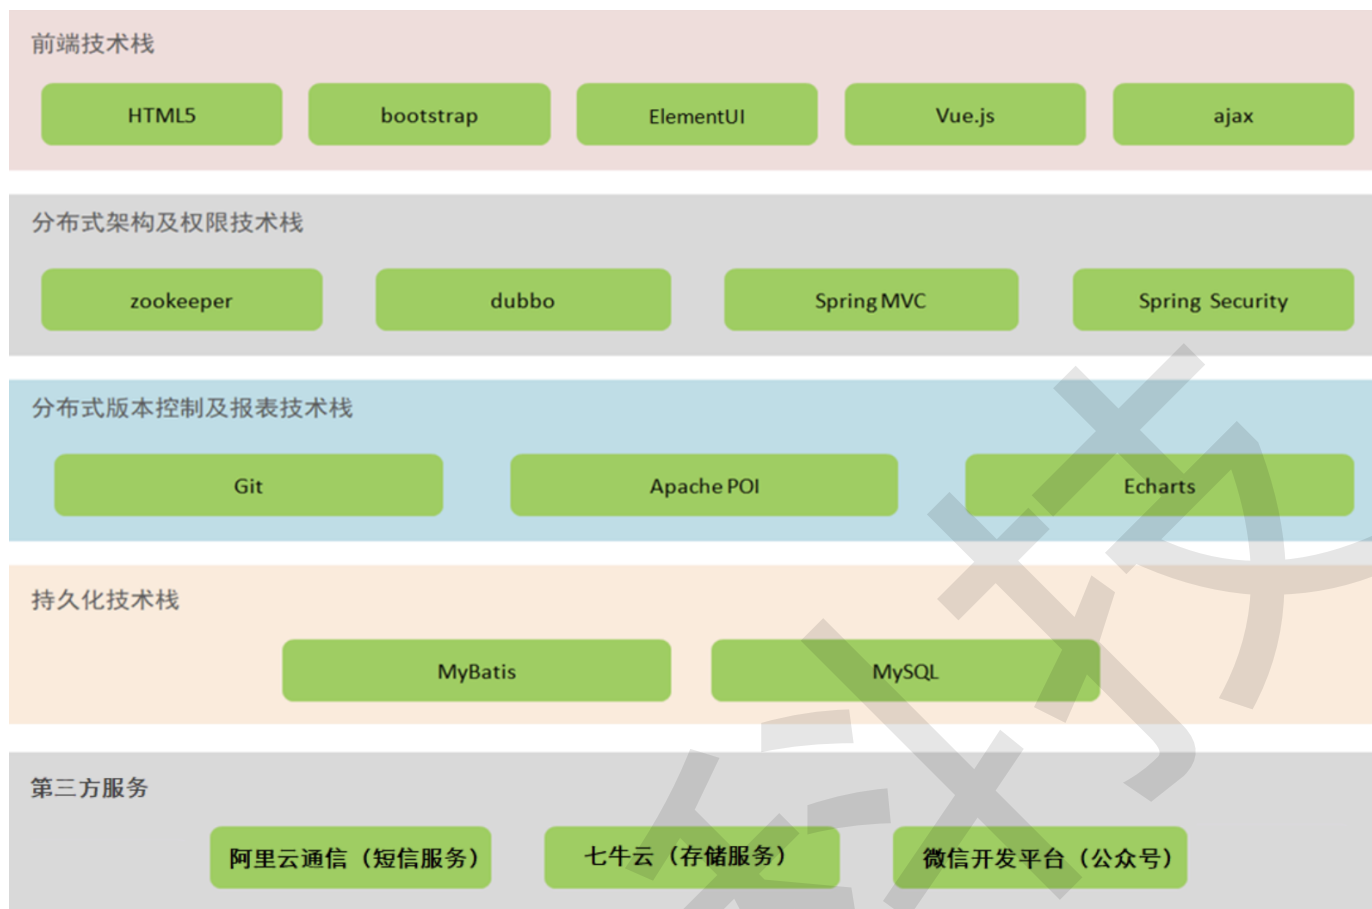 前端技术栈
HTML5 bootstrap ElementUI Vue.js ajax
分布式架构及权限技术栈
zookeeper dubbo Spring MVC Spring Security
分布式版本控制及报表技术栈
Git Apache POI Echarts
持久化技术栈
MyBatis MySQL
第三方服务
阿里云通信（短信服务） 七牛云（存储服务） 微信开发平台（公众号）
科技